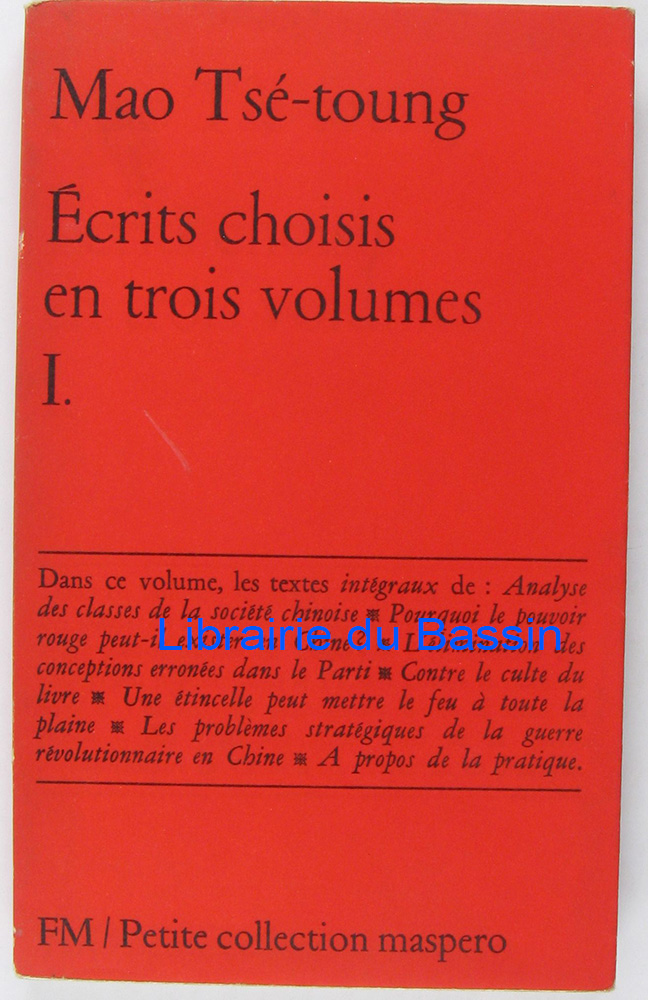 Mao Tsé-toung
Écrits choisis
en trois volumes
I.
Dans ce volume, les textes intégraux de : Analyse
des classes de la société chinoise ※ Pourquoi le pouvoir
rouge peut-il exister en Chine? ※ L'élimination des
Librairie du Bassin
conceptions erronées dans le Parti ※ Contre le culte du
livre ※ Une étincelle peut mettre le feu à toute la
plaine ※ Les problèmes stratégiques de la guerre
révolutionnaire en Chine ※ A propos de la pratique.
FM / Petite collection maspero